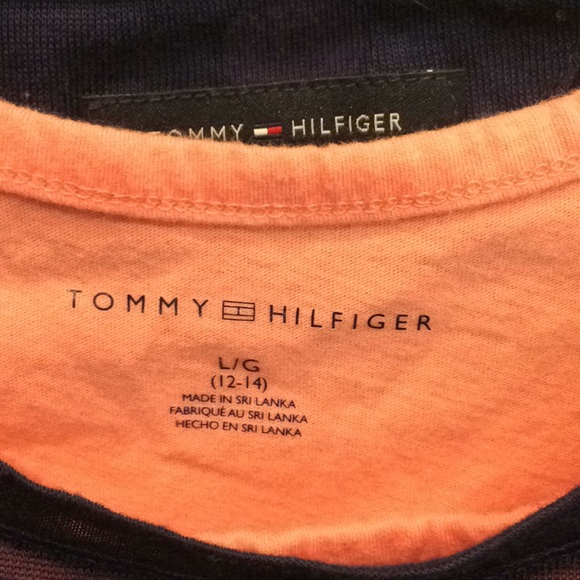 TOMMY HILFIGER
TOMMY HILFIGER
L/G
(12-14)
MADE IN SRI LANKA
FABRIQUÉ AU SRI LANKA
HECHO EN SRI LANKA